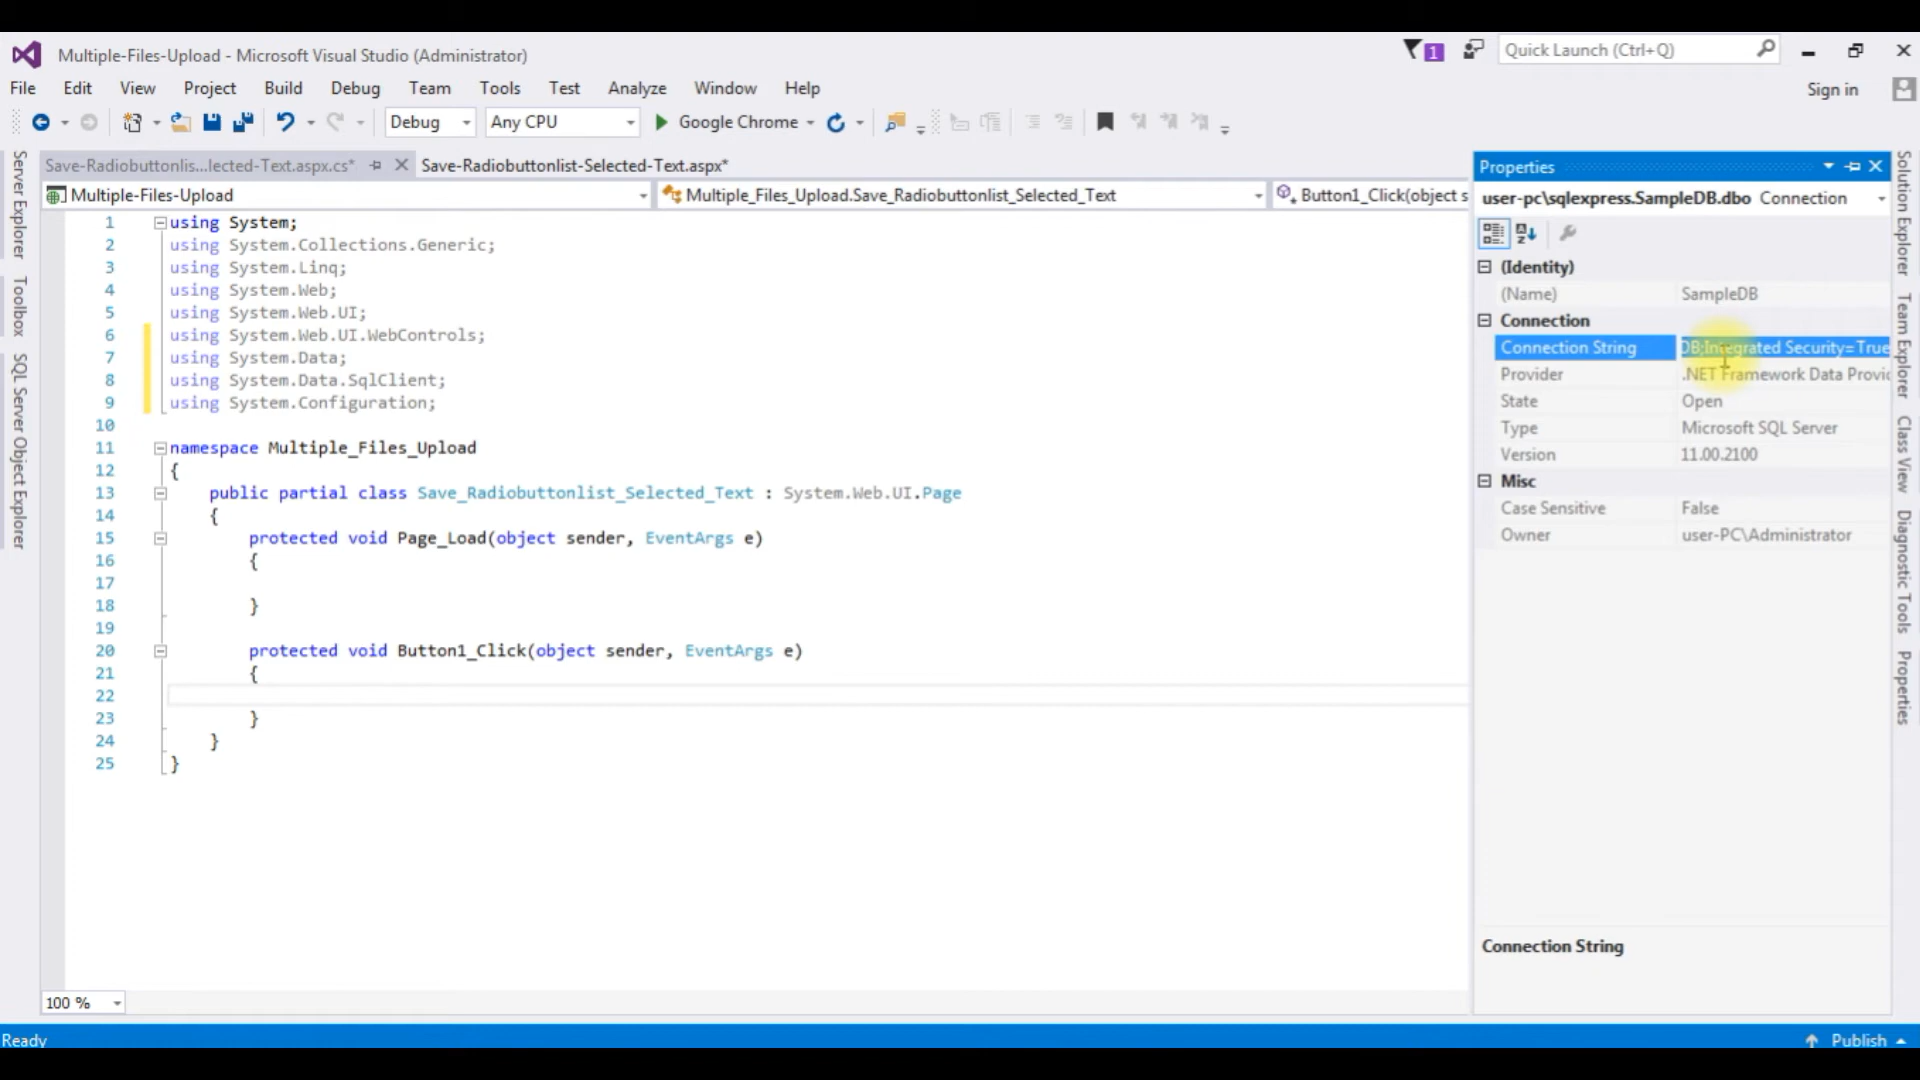 Multiple-Files-Upload - Microsoft Visual Studio (Administrator)
1
Quick Launch (Ctrl+Q)
File Edit View Project Build Debug Team Tools Test Analyze Window Help
Sign in
Debug Any CPU Google Chrome
Save-Radiobuttonlis...lected-Text.aspx.cs* Save-Radiobuttonlist-Selected-Text.aspx*
Multiple-Files-Upload Multiple_Files_Upload.Save_Radiobuttonlist_Selected_Text Button1_Click(object s
1 using System;
2 using System.Collections.Generic;
3 using System.Linq;
4 using System.Web;
5 using System.Web.UI;
6 using System.Web.UI.WebControls;
7 using System.Data;
8 using System.Data.SqlClient;
9 using System.Configuration;
10
11 namespace Multiple_Files_Upload
12 {
13 public partial class Save_Radiobuttonlist_Selected_Text : System.Web.UI.Page
14 {
15 protected void Page_Load(object sender, EventArgs e)
16 {
17
18 }
19
20 protected void Button1_Click(object sender, EventArgs e)
21 {
22
23 }
24 }
25 }
100 %
Server Explorer
Toolbox
SQL Server Object Explorer
Properties
user-pc\sqlexpress.SampleDB.dbo Connection
(Identity)
(Name) SampleDB
Connection
Connection String DB;Integrated Security=True
Provider .NET Framework Data Provic
State Open
Type Microsoft SQL Server
Version 11.00.2100
Misc
Case Sensitive False
Owner user-PC\Administrator
Connection String
Solution Explorer
Team Explorer
Class View
Diagnostic Tools
Properties
Ready
Publish